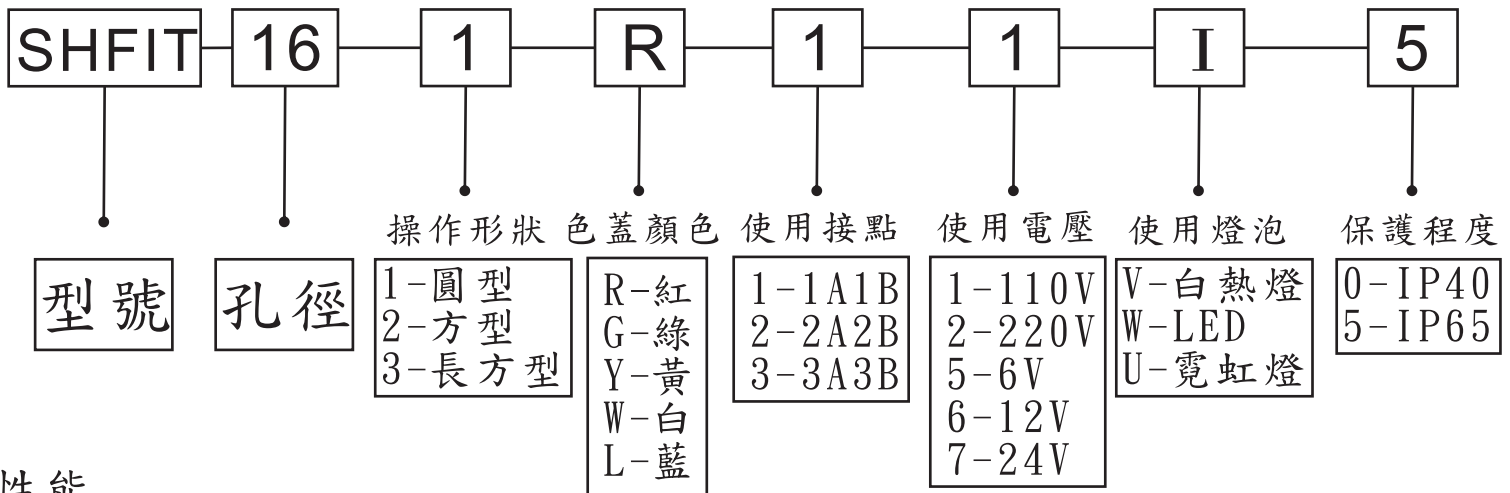 SHFIT 16 1 R 1 1 I 5
型號
孔徑
操作形狀
1-圓型
2-方型
3-長方型
色蓋顏色
R-紅
G-綠
Y-黃
W-白
L-藍
使用接點
1-1A1B
2-2A2B
3-3A3B
使用電壓
1-110V
2-220V
5-6V
6-12V
7-24V
使用燈泡
V-白熱燈
W-LED
U-霓虹燈
保護程度
0-IP40
5-IP65
性能